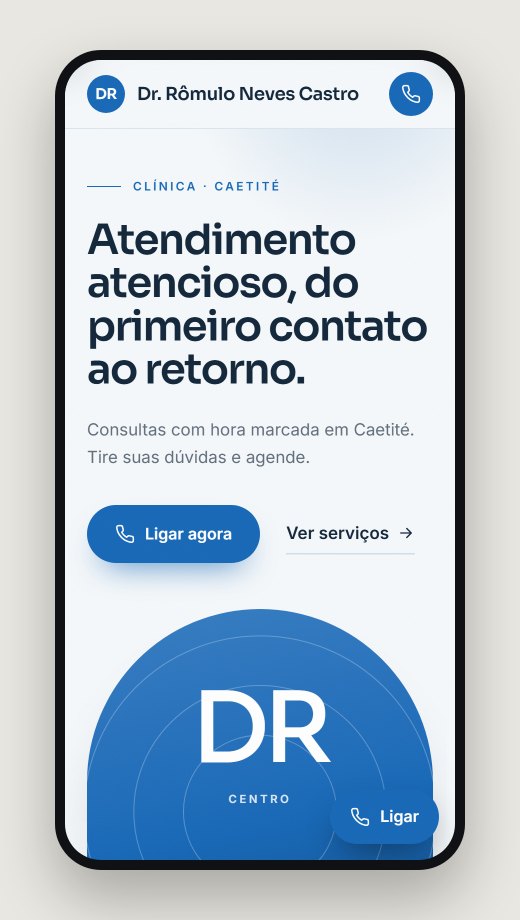 DR Dr. Rômulo Neves Castro
CLÍNICA · CAETITÉ
Atendimento
atencioso, do
primeiro contato
ao retorno.
Consultas com hora marcada em Caetité.
Tire suas dúvidas e agende.
Ligar agora
Ver serviços →
DR
CENTRO
Ligar